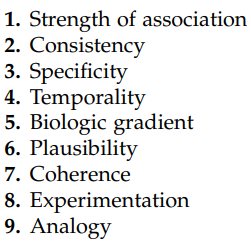 1. Strength of association
2. Consistency
3. Specificity
4. Temporality
5. Biologic gradient
6. Plausibility
7. Coherence
8. Experimentation
9. Analogy